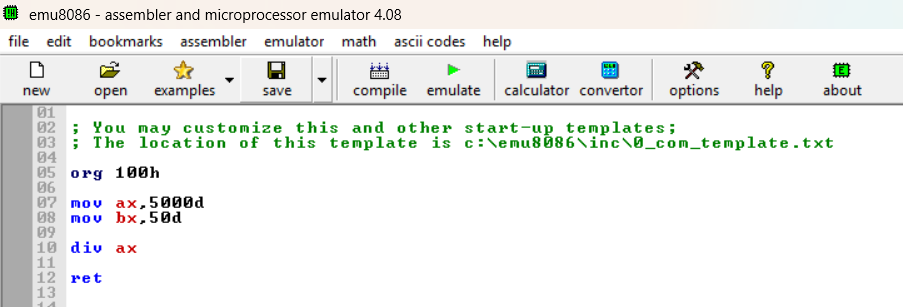 emu8086 - assembler and microprocessor emulator 4.08
file edit bookmarks assembler emulator math ascii codes help
new open examples save compile emulate calculator convertor options help about
01
02 ; You may customize this and other start-up templates;
03 ; The location of this template is c:\emu8086\inc\0_com_template.txt
04
05 org 100h
06
07 mov ax,5000d
08 mov bx,50d
09
10 div ax
11
12 ret
13